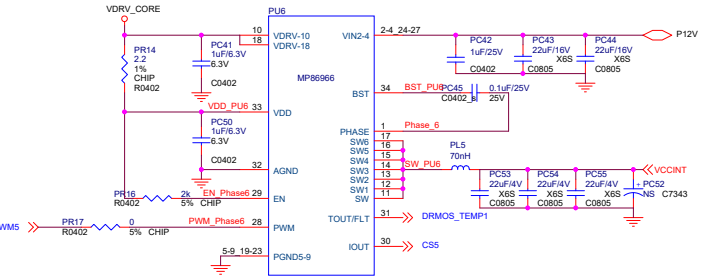 VDRV_CORE
PU6
PR14
2.2
1%
CHIP
R0402
PC41
1uF/6.3V
6.3V
C0402
10
18
VDRV-10
VDRV-18
VIN2-4
2-4_24-27
P12V
PC42
1uF/25V
C0402
PC43
22uF/16V
X6S
C0805
PC44
22uF/16V
X6S
C0805
MP86966
BST
34
BST_PU6
PC45
C0402_s
0.1uF/25V
25V
VDD_PU6
33
VDD
PC50
1uF/6.3V
6.3V
C0402
PHASE
1
Phase_6
SW6
17
SW5
16
SW4
15
SW3
14
SW2
13
SW1
12
SW
11
SW_PU6
PL5
70nH
VCCINT
PC53
22uF/4V
X6S
C0805
PC54
22uF/4V
X6S
C0805
PC55
22uF/4V
X6S
C0805
+
PC52
NS
C7343
32
AGND
PR16
R0402
2k
5%
CHIP
EN_Phase6
29
EN
WM5
PR17
R0402
0
5%
CHIP
PWM_Phase6
28
PWM
TOUT/FLT
31
DRMOS_TEMP1
IOUT
30
CS5
5-9_19-23
PGND5-9